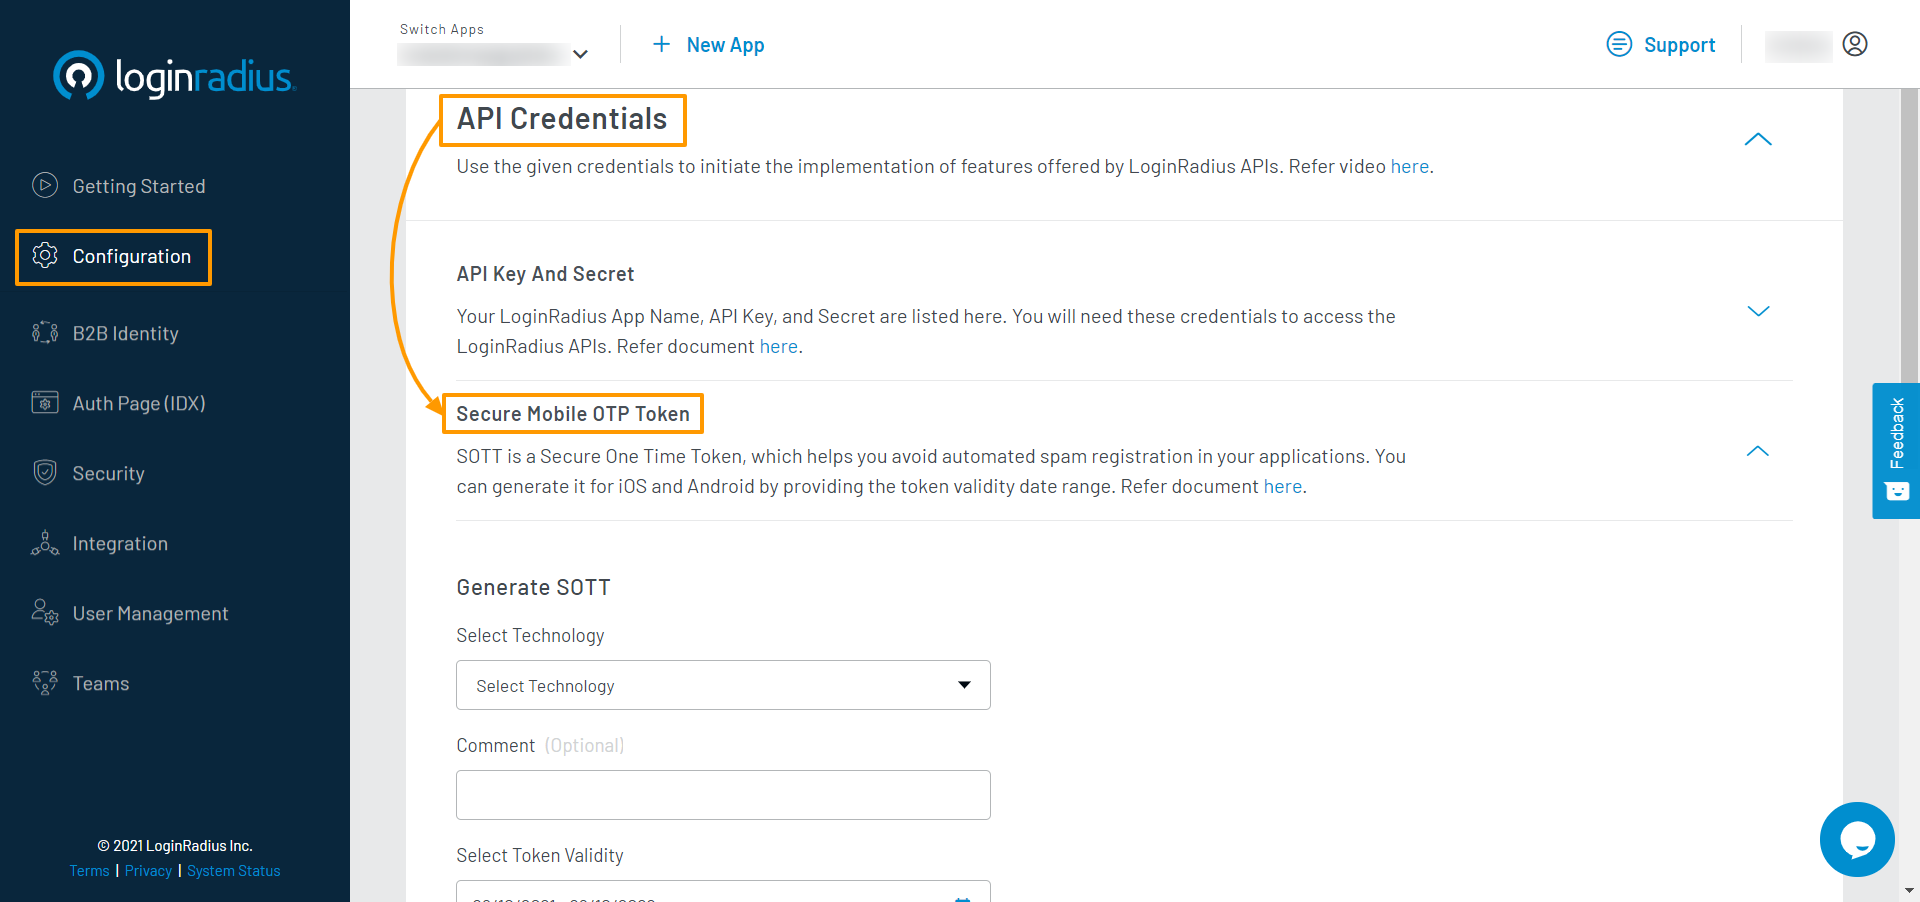 loginradius
Getting Started
Configuration
B2B Identity
Auth Page (IDX)
Security
Integration
User Management
Teams
© 2021 LoginRadius Inc.
Terms | Privacy | System Status
Switch Apps
+ New App
Support
API Credentials
Use the given credentials to initiate the implementation of features offered by LoginRadius APIs. Refer video here.
API Key And Secret
Your LoginRadius App Name, API Key, and Secret are listed here. You will need these credentials to access the
LoginRadius APIs. Refer document here.
Secure Mobile OTP Token
SOTT is a Secure One Time Token, which helps you avoid automated spam registration in your applications. You
can generate it for iOS and Android by providing the token validity date range. Refer document here.
Generate SOTT
Select Technology
Select Technology
Comment (Optional)
Select Token Validity
Feedback